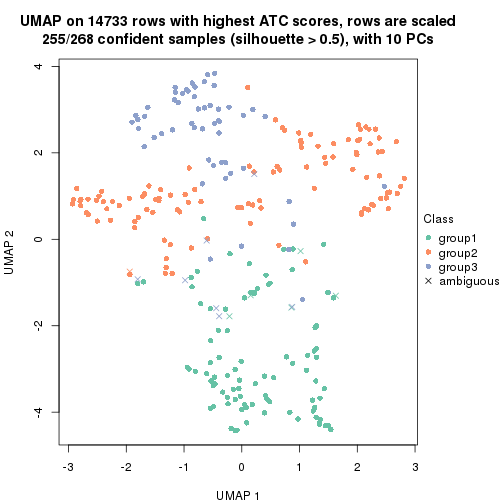 UMAP on 14733 rows with highest ATC scores, rows are scaled
255/268 confident samples (silhouette > 0.5), with 10 PCs
4
2
0
-2
-4
UMAP 2
-3 -2 -1 0 1 2 3
UMAP 1
Class
group1
group2
group3
ambiguous